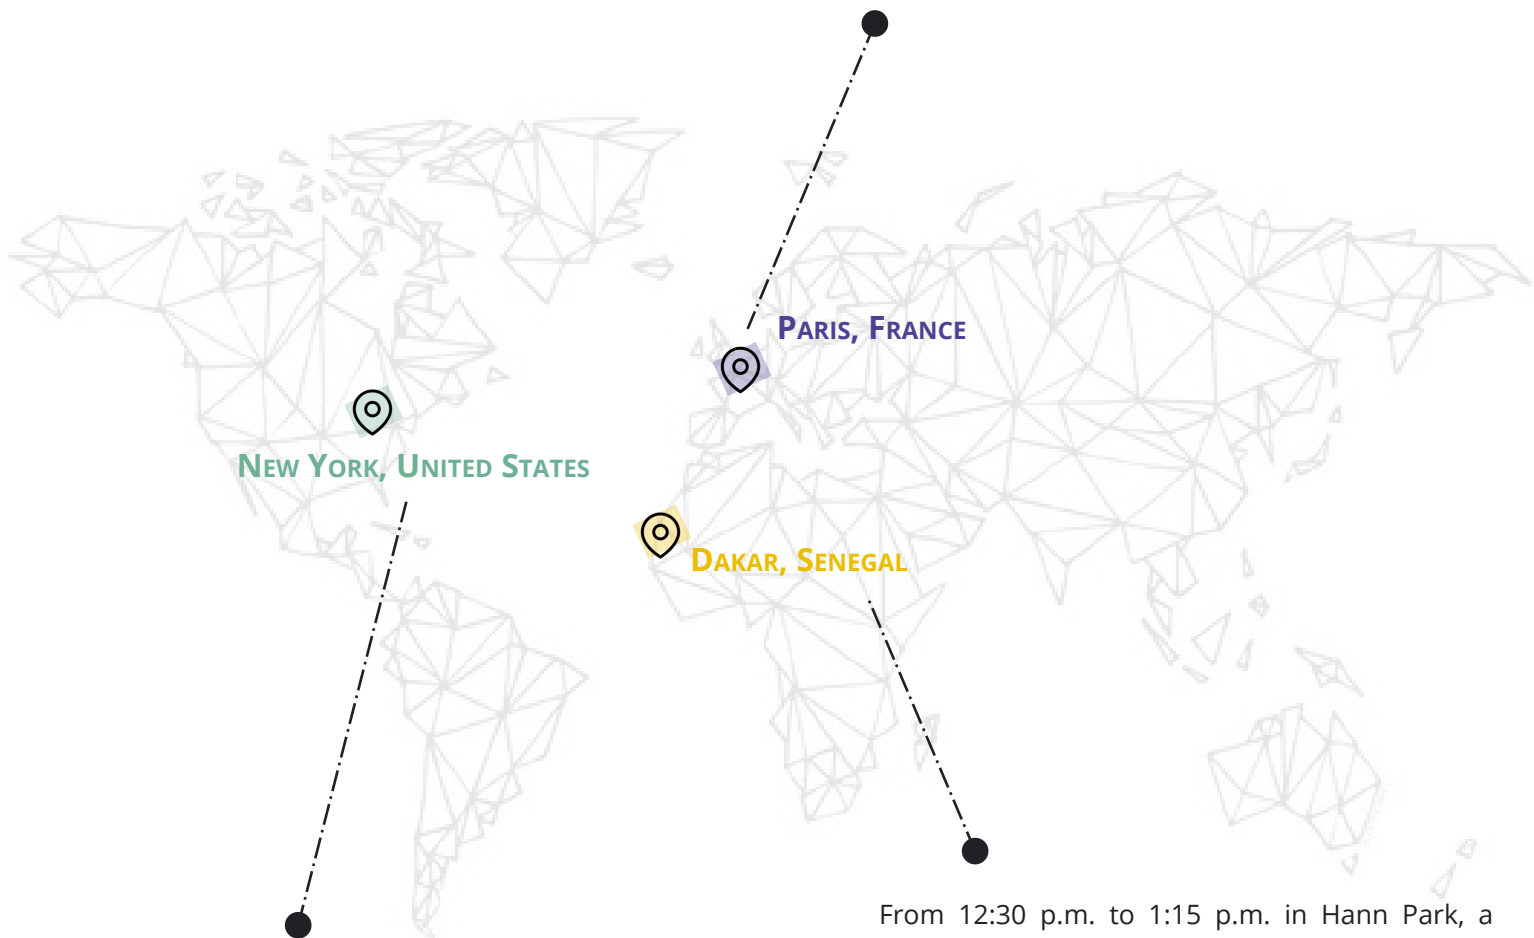 Paris, France
New York, United States
Dakar, Senegal
From 12:30 p.m. to 1:15 p.m. in Hann Park, a